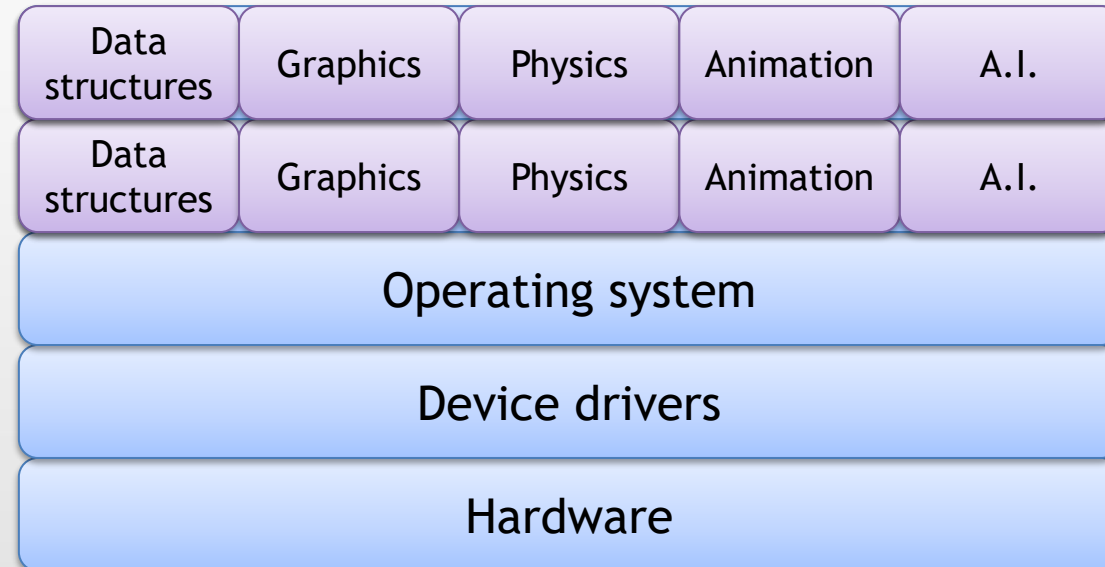 Data
structures
Graphics
Physics
Animation
A.I.
Data
structures
Graphics
Physics
Animation
A.I.
Operating system
Device drivers
Hardware